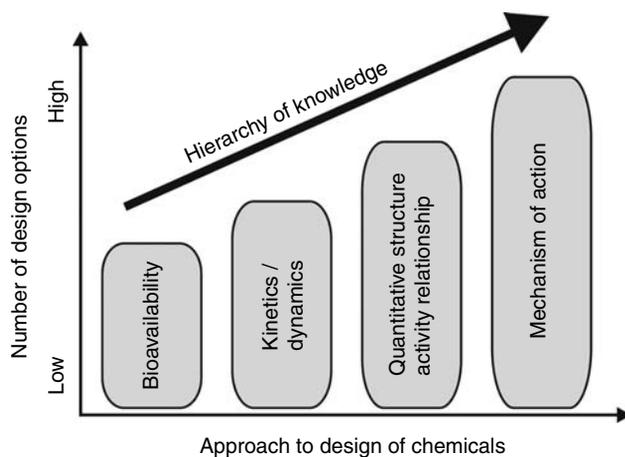 Number of design options
High
Low
Hierarchy of knowledge
Bioavailability
Kinetics /
dynamics
Quantitative structure
activity relationship
Mechanism of action
Approach to design of chemicals